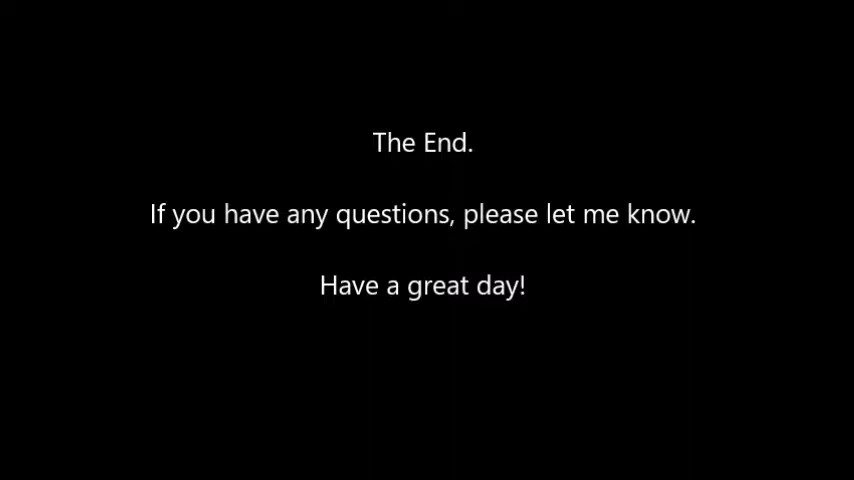 The End.
If you have any questions, please let me know.
Have a great day!